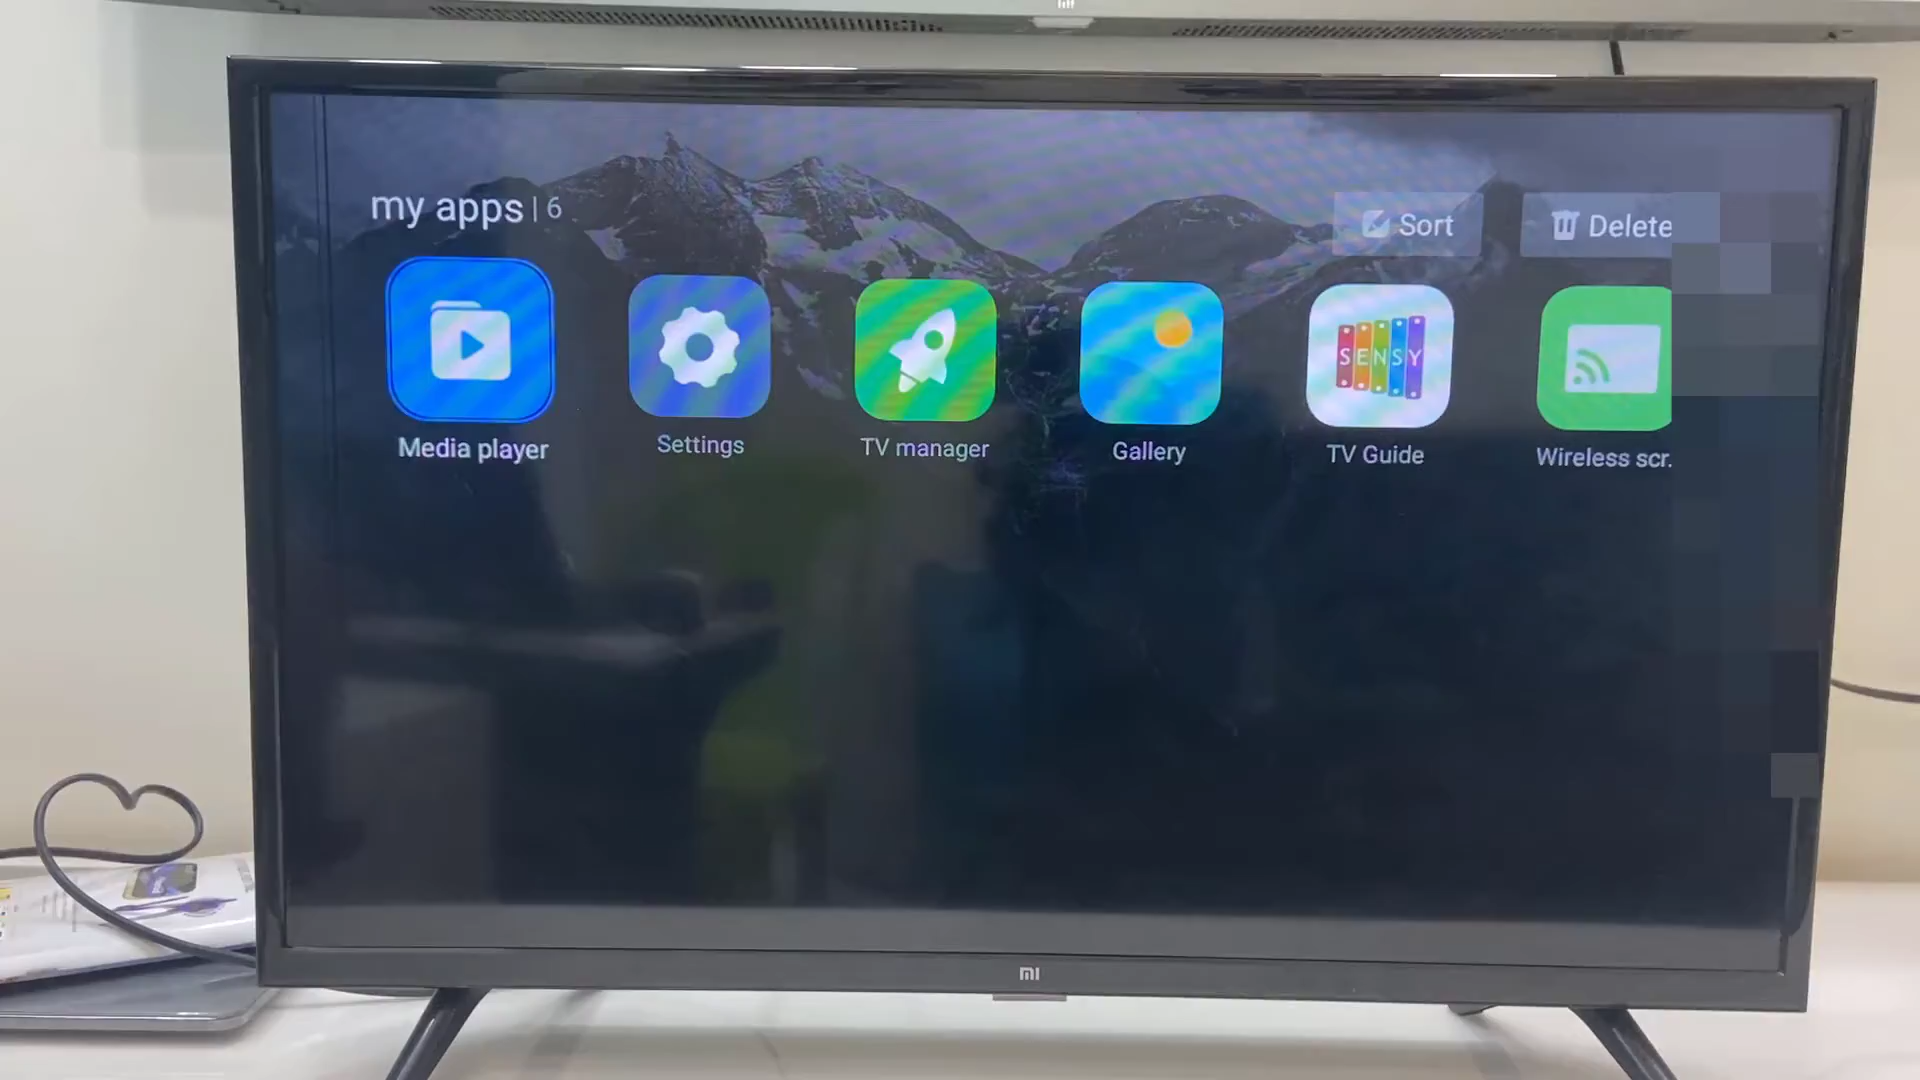 my apps | 6
Sort
Delete
SENSY
Media player
Settings
TV manager
Gallery
TV Guide
Wireless scr.
mi